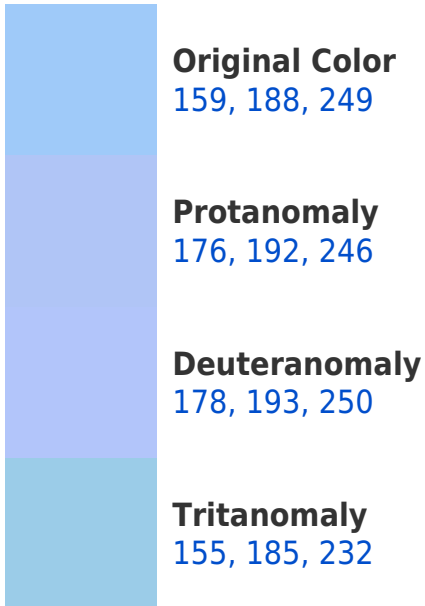 Original Color
159, 188, 249
Protanomaly
176, 192, 246
Deuteranomaly
178, 193, 250
Tritanomaly
155, 185, 232